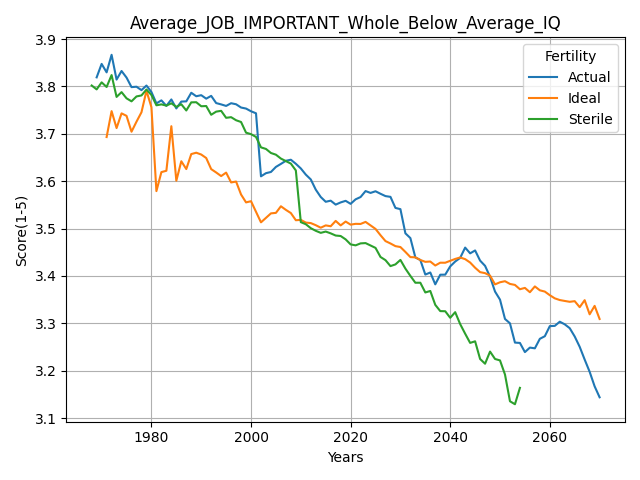 Average_JOB_IMPORTANT_Whole_Below_Average_IQ
Fertility
Actual
Ideal
Sterile
Score(1-5)
3.9
3.8
3.7
3.6
3.5
3.4
3.3
3.2
3.1
1980
2000
2020
2040
2060
Years